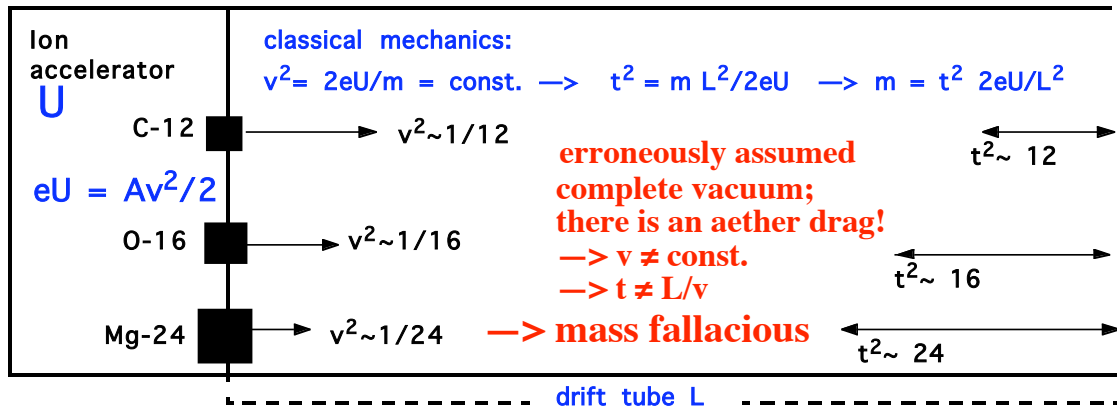 Ion
accelerator
U
classical mechanics:
v²= 2eU/m = const. —> t² = m L²/2eU —> m = t² 2eU/L²
C-12
v²~1/12
t²~ 12
erroneously assumed
complete vacuum;
there is an aether drag!
—> v ≠ const.
—> t ≠ L/v
—> mass fallacious
eU = Av²/2
O-16
v²~1/16
t²~ 16
Mg-24
v²~1/24
t²~ 24
drift tube L